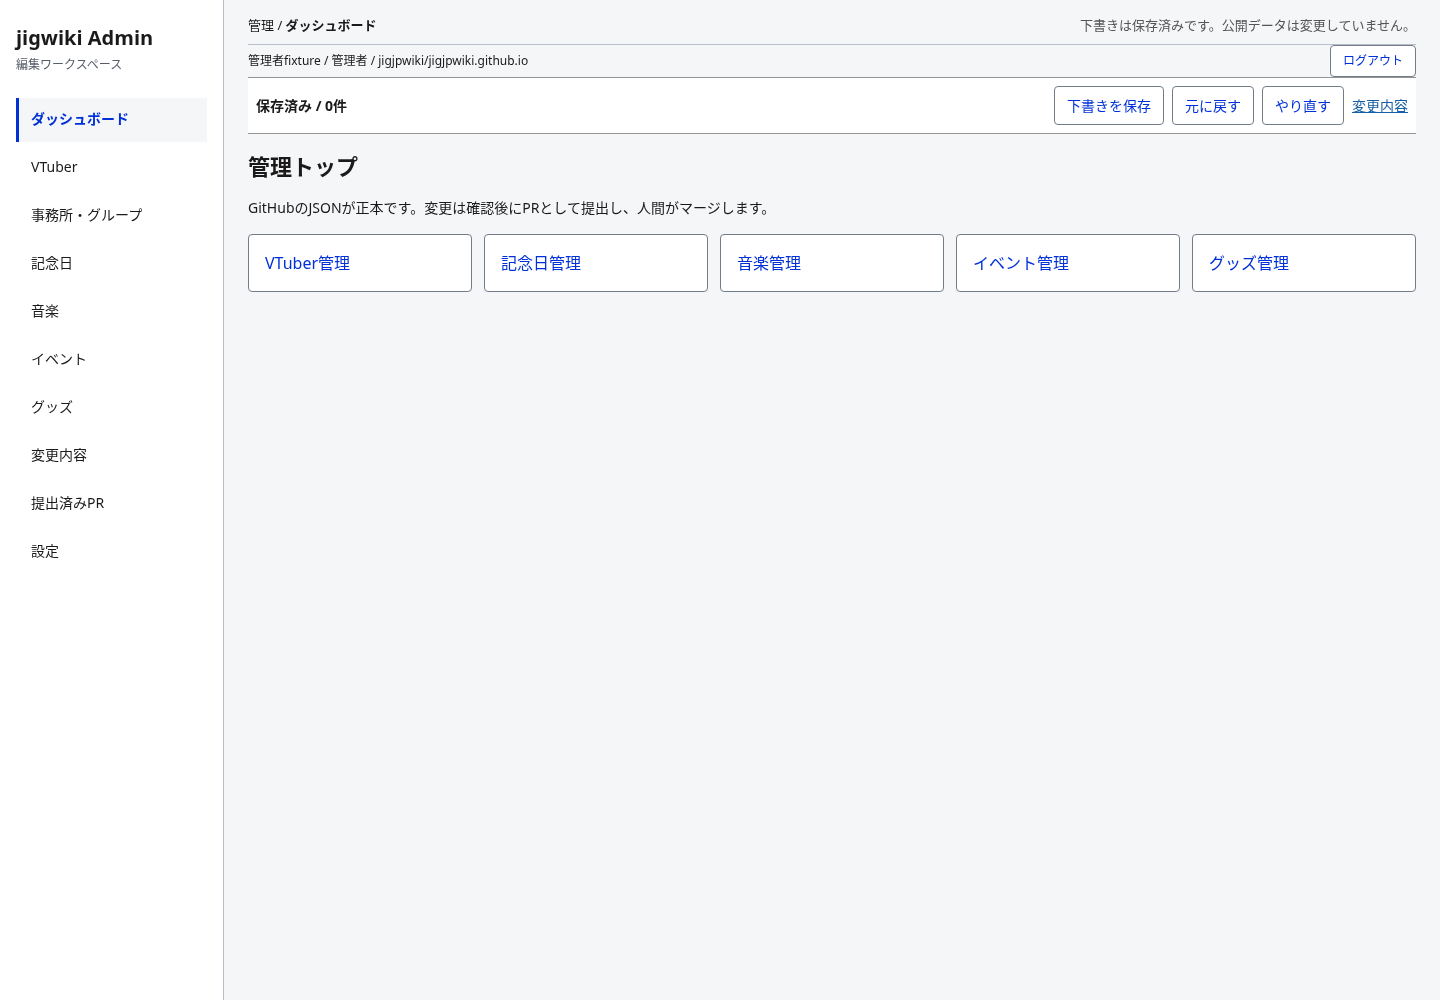 jigwiki Admin
編集ワークスペース
ダッシュボード
VTuber
事務所・グループ
記念日
音楽
イベント
グッズ
変更内容
提出済みPR
設定
管理 / ダッシュボード
下書きは保存済みです。公開データは変更していません。
管理者fixture / 管理者 / jigjpwiki/jigjpwiki.github.io
ログアウト
保存済み / 0件
下書きを保存
元に戻す
やり直す
変更内容
管理トップ
GitHubのJSONが正本です。変更は確認後にPRとして提出し、人間がマージします。
VTuber管理
記念日管理
音楽管理
イベント管理
グッズ管理